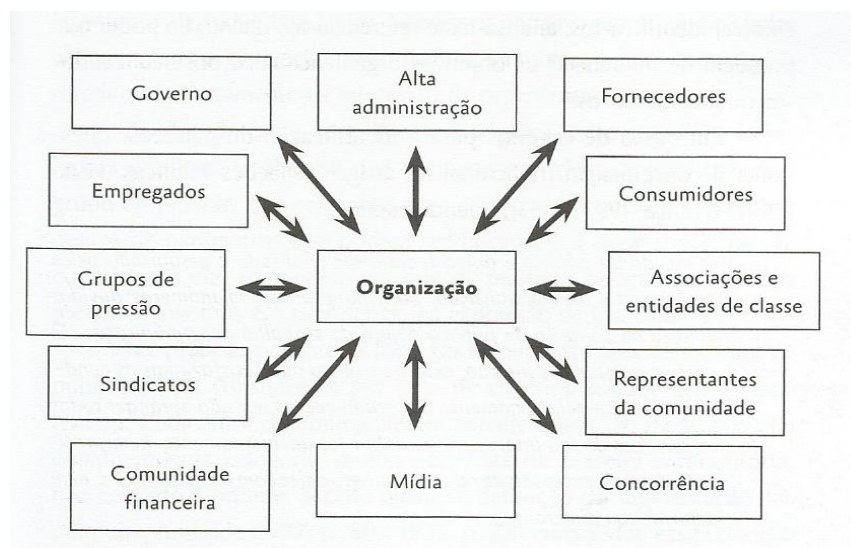 Governo
Alta
administração
Fornecedores
Empregados
Consumidores
Grupos de
pressão
Organização
Associações e
entidades de classe
Sindicatos
Representantes
da comunidade
Comunidade
financeira
Mídia
Concorrência